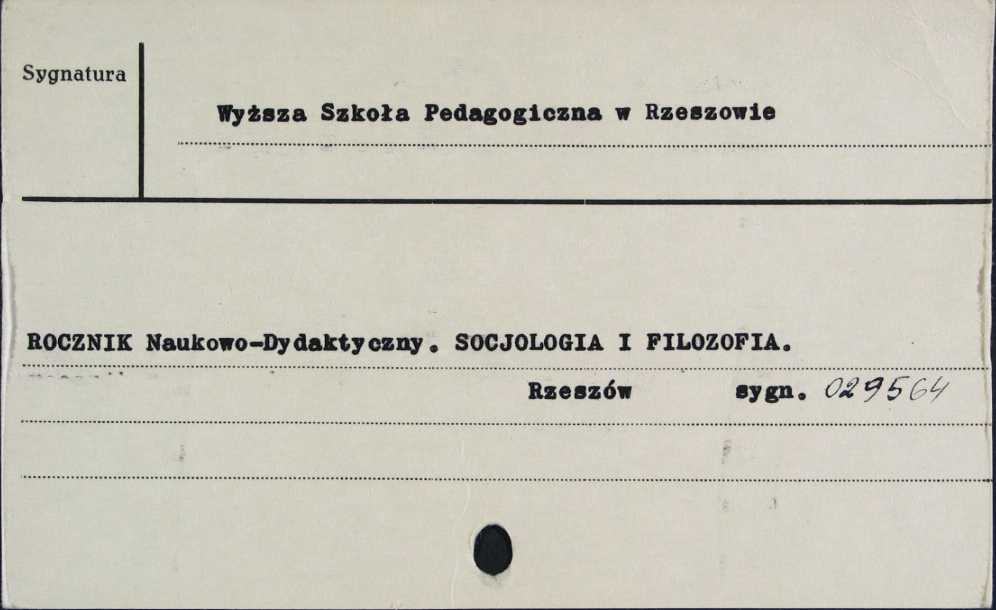 Sygnatura
Wyższa Szkoła Pedagogiczna w Rzeszowie
ROCZNIK Naukowo-Dydaktyczny. SOCJOLOGIA I FILOZOFIA.
Rzeszów sygn. 029564